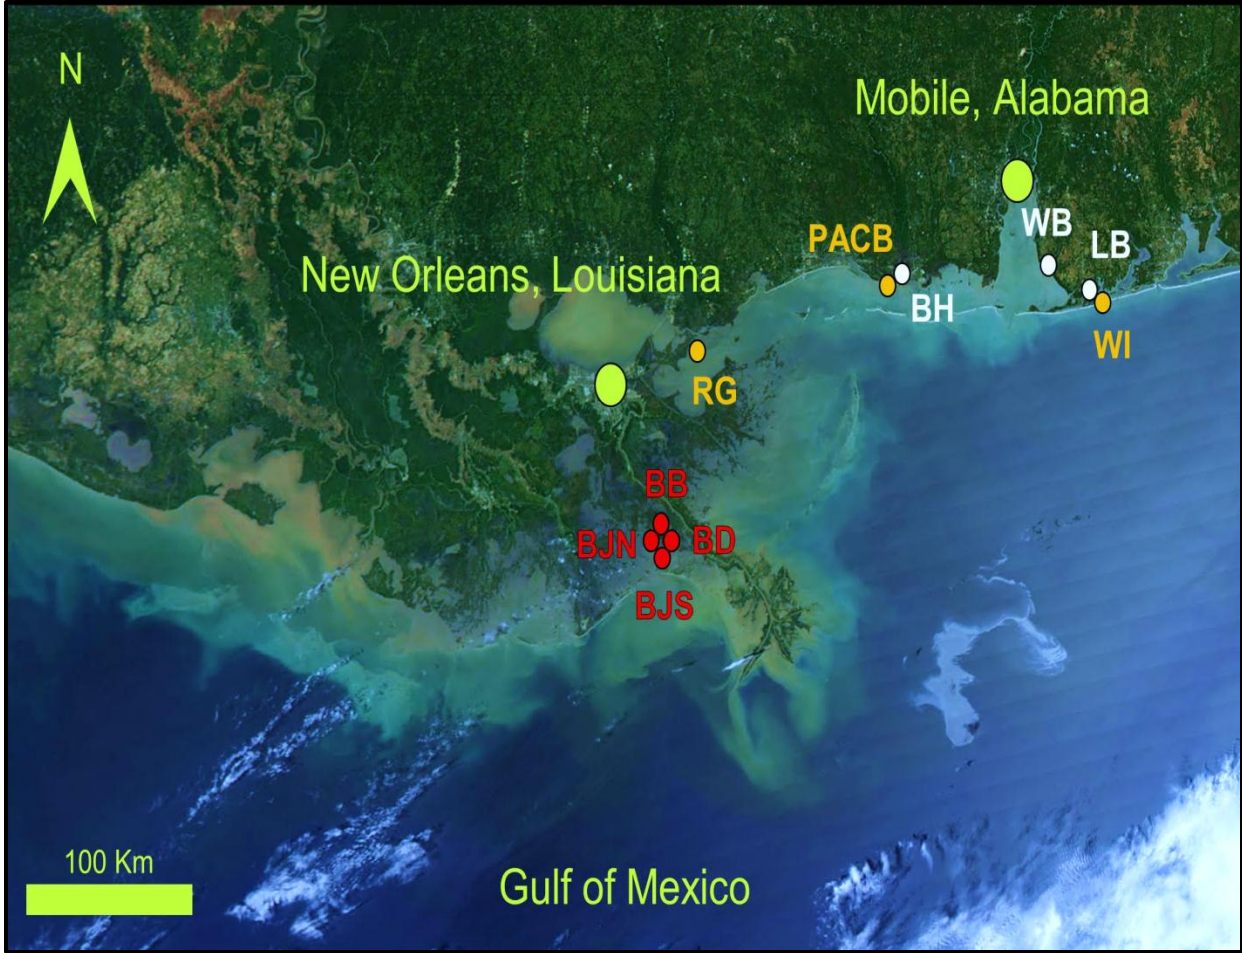 N
Mobile, Alabama
WB
LB
PACB
New Orleans, Louisiana
BH
WI
RG
BB
BJN
BD
BJS
100 Km
Gulf of Mexico